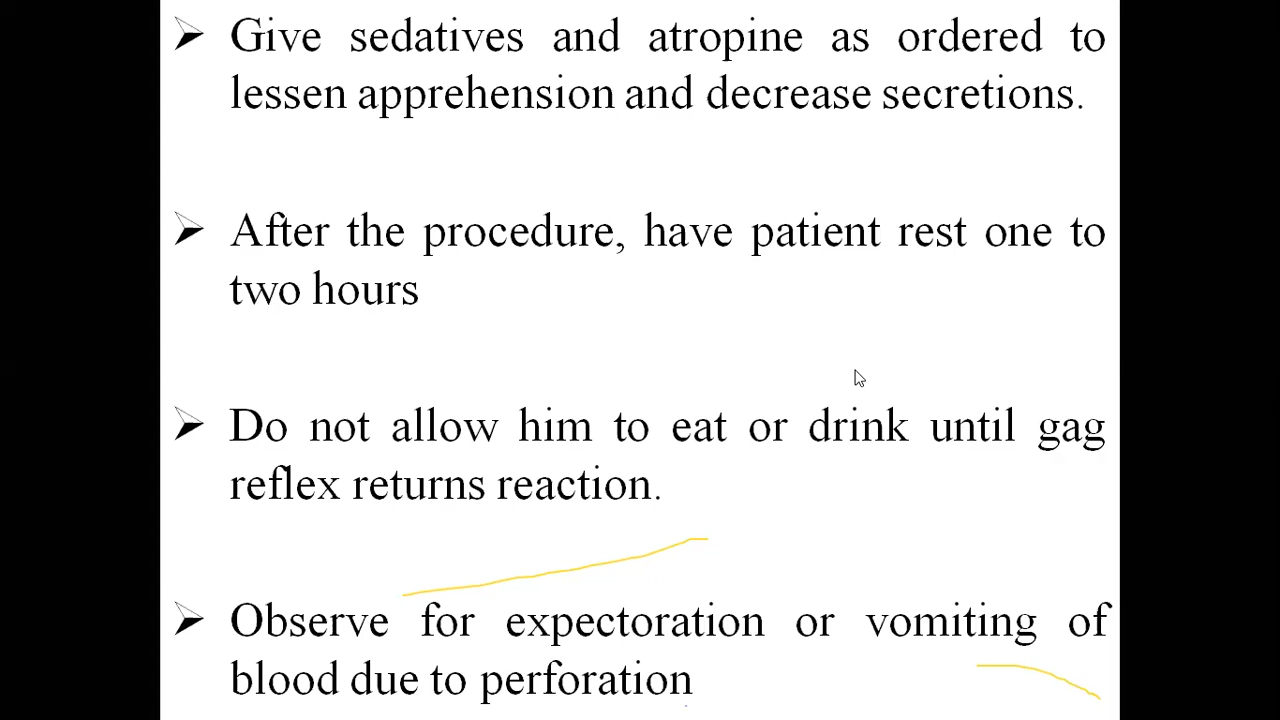 ➤ Give sedatives and atropine as ordered to
lessen apprehension and decrease secretions.
➤ After the procedure, have patient rest one to
two hours
➤ Do not allow him to eat or drink until gag
reflex returns reaction.
➤ Observe for expectoration or vomiting of
blood due to perforation